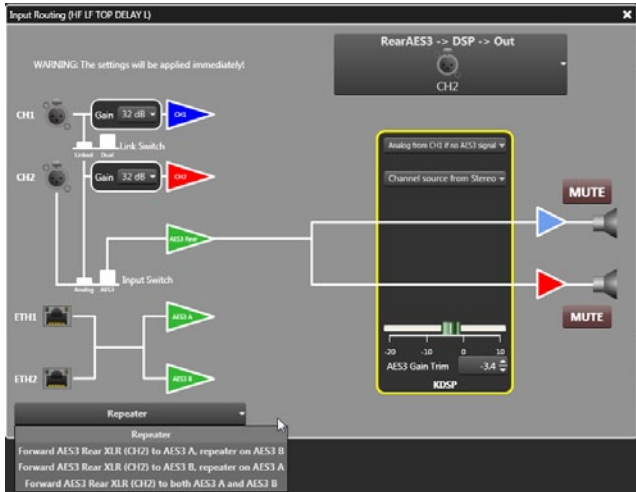 Input Routing (HF LF TOP DELAY L)
RearAES3 -> DSP -> Out
CH2
WARNING: The settings will be applied immediately!
CH1
Gain 32 dB
CH1
Link Switch
Linked Dual
CH2
Gain 32 dB
CH2
Analog from CH1 if no AES3 signal
Channel source from Stereo
MUTE
AES3 Rear
Input Switch
Analog AES3
ETH1
AES3 A
MUTE
-20 -10 0 10
AES3 Gain Trim -3.4
KDSP
ETH2
AES3 B
Repeater
Repeater
Forward AES3 Rear XLR (CH2) to AES3 A, repeater on AES3 B
Forward AES3 Rear XLR (CH2) to AES3 B, repeater on AES3 A
Forward AES3 Rear XLR (CH2) to both AES3 A and AES3 B